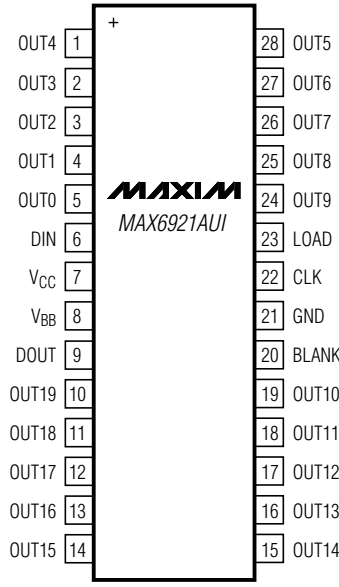 +
OUT4 1 28 OUT5
OUT3 2 27 OUT6
OUT2 3 26 OUT7
OUT1 4 25 OUT8
OUT0 5 MAXIM 24 OUT9
DIN 6 MAX6921AUI 23 LOAD
VCC 7 22 CLK
VBB 8 21 GND
DOUT 9 20 BLANK
OUT19 10 19 OUT10
OUT18 11 18 OUT11
OUT17 12 17 OUT12
OUT16 13 16 OUT13
OUT15 14 15 OUT14